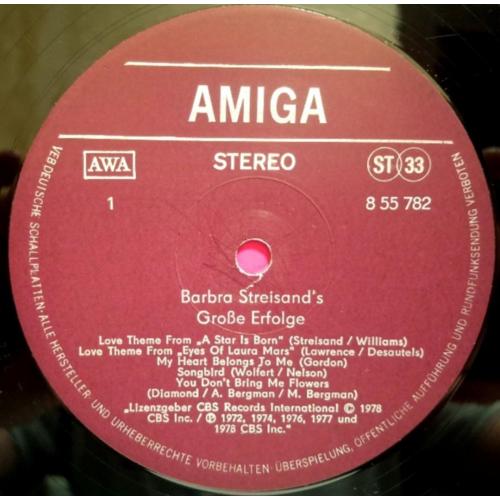 AMIGA
AWA
STEREO
ST 33
1
8 55 782
Barbra Streisand's
Große Erfolge
Love Theme From „A Star Is Born" (Streisand / Williams)
Love Theme From „Eyes Of Laura Mars" (Lawrence / Desautels)
My Heart Belongs To Me (Gordon)
Songbird (Wolfert / Nelson)
You Don't Bring Me Flowers
(Diamond / A. Bergman / M. Bergman)
„Lizenzgeber CBS Records International © 1978
CBS Inc. / ℗ 1972, 1974, 1976, 1977 und
1978 CBS Inc."
VEB DEUTSCHE SCHALLPLATTEN · ALLE HERSTELLER- UND URHEBERRECHTE VORBEHALTEN · ÜBERSPIELUNG, ÖFFENTLICHE AUFFÜHRUNG UND RUNDFUNKSENDUNG VERBOTEN